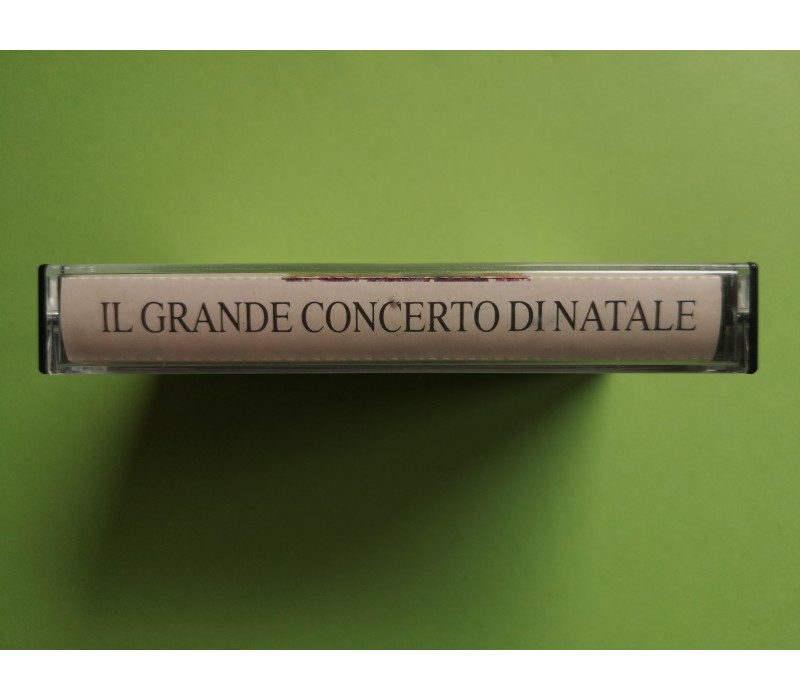 IL GRANDE CONCERTO DI NATALE